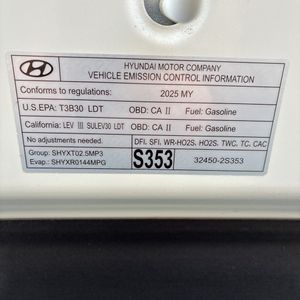 HYUNDAI MOTOR COMPANY
VEHICLE EMISSION CONTROL INFORMATION
Conforms to regulations: 2025 MY
U.S.EPA: T3B30 LDT OBD: CA II Fuel: Gasoline
California: LEV III SULEV30 LDT OBD: CA II Fuel: Gasoline
No adjustments needed. DFI. SFI. WR-HO2S. HO2S. TWC. TC. CAC
Group: SHYXT02.5MP3
Evap.: SHYXR0144MPG S353 32450-2S353